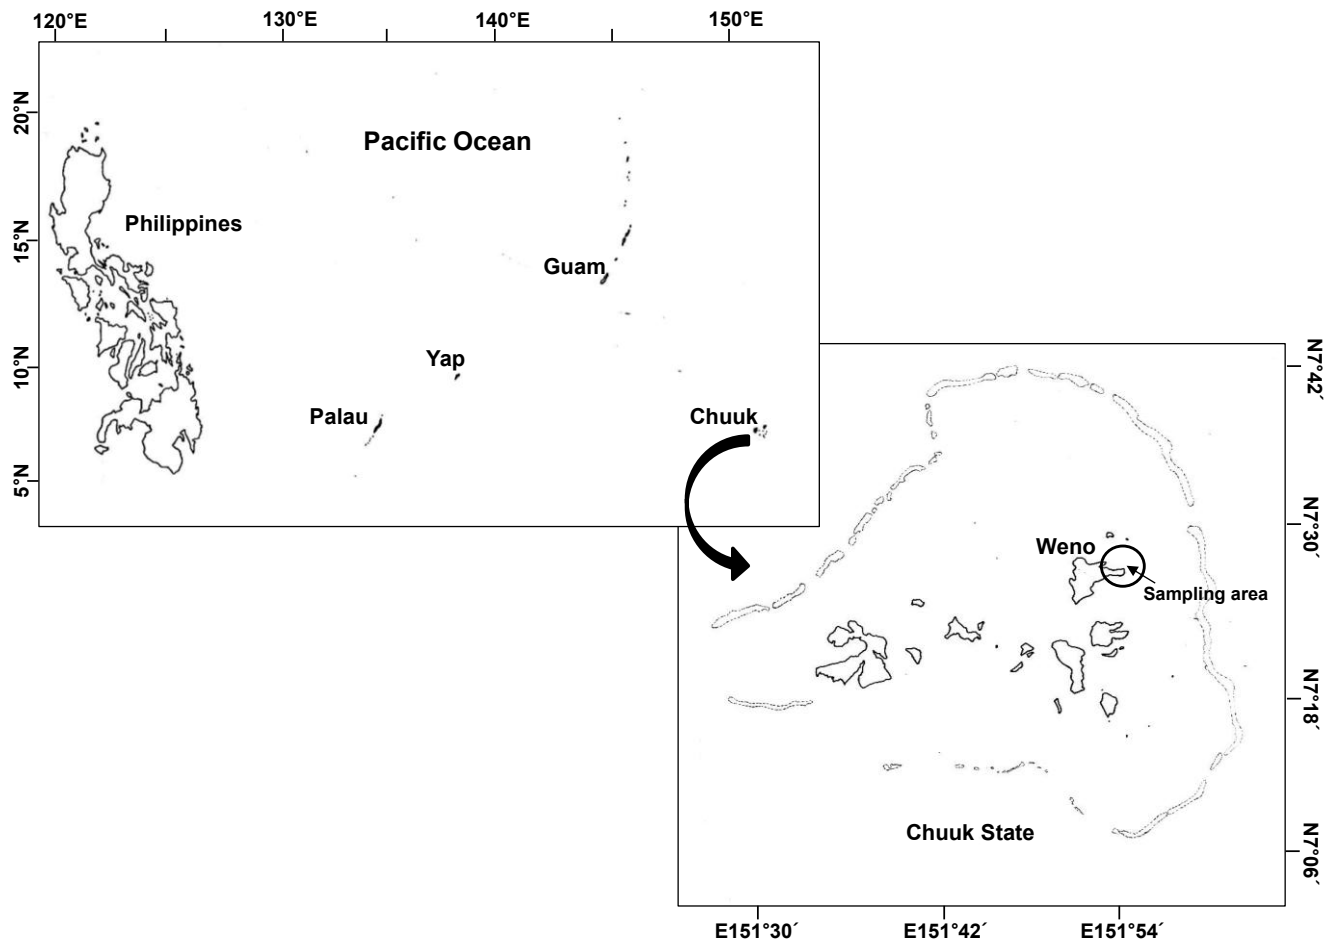 120°E
130°E
140°E
150°E
20°N
15°N
10°N
5°N
Pacific Ocean
Philippines
Guam
Yap
Palau
Chuuk
N7°42´
N7°30´
N7°18´
N7°06´
Weno
Sampling area
Chuuk State
E151°30´
E151°42´
E151°54´